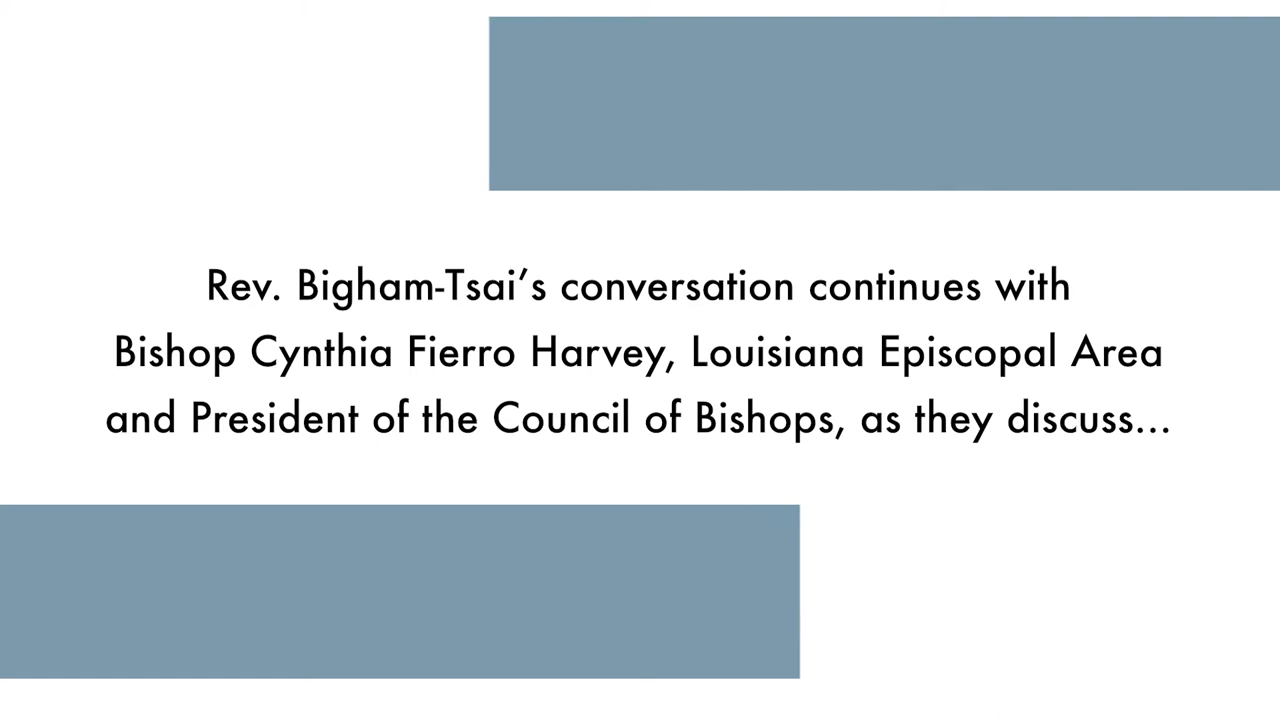 Rev. Bigham-Tsai’s conversation continues with
Bishop Cynthia Fierro Harvey, Louisiana Episcopal Area
and President of the Council of Bishops, as they discuss...